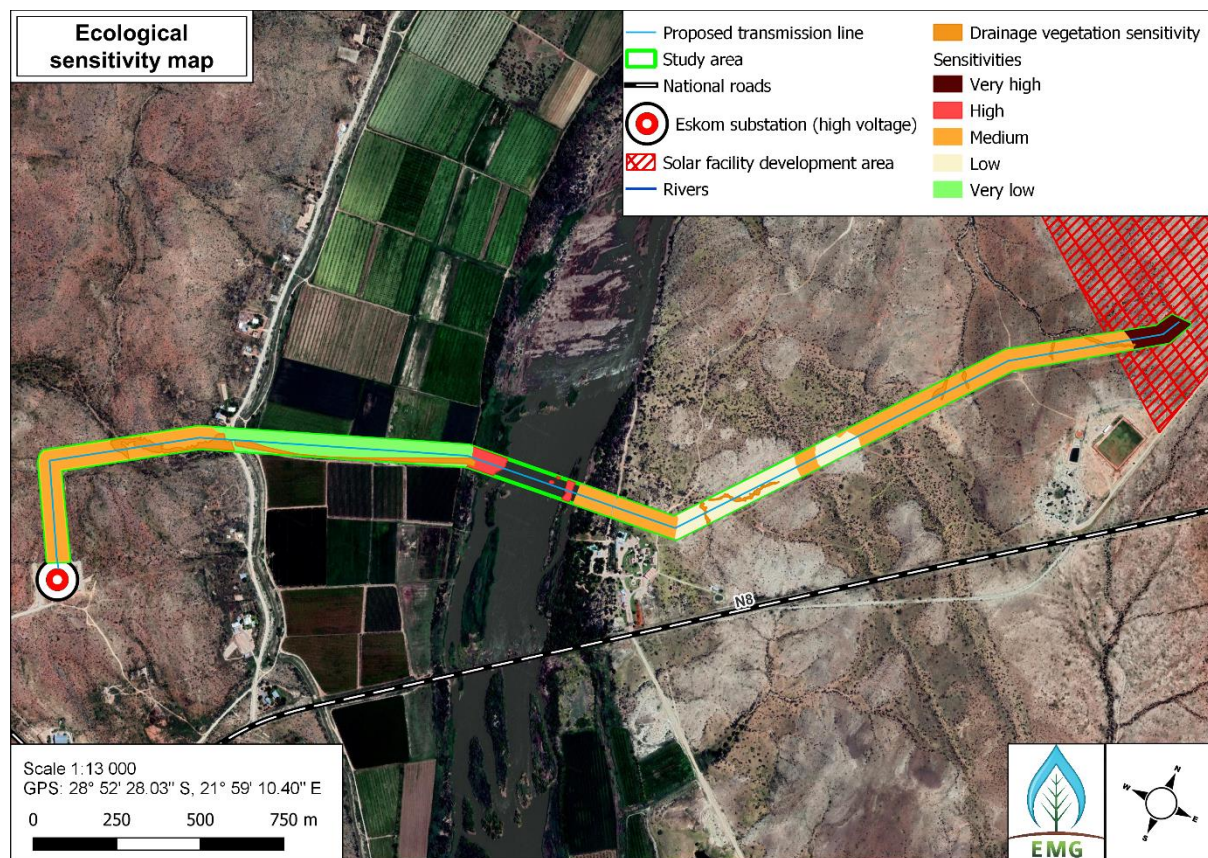 Ecological
sensitivity map
Proposed transmission line
Study area
National roads
Eskom substation (high voltage)
Solar facility development area
Rivers
Drainage vegetation sensitivity
Sensitivities
Very high
High
Medium
Low
Very low
N8
Scale 1:13 000
GPS: 28° 52' 28.03" S, 21° 59' 10.40" E
0 250 500 750 m
EMG
N
W
E
S